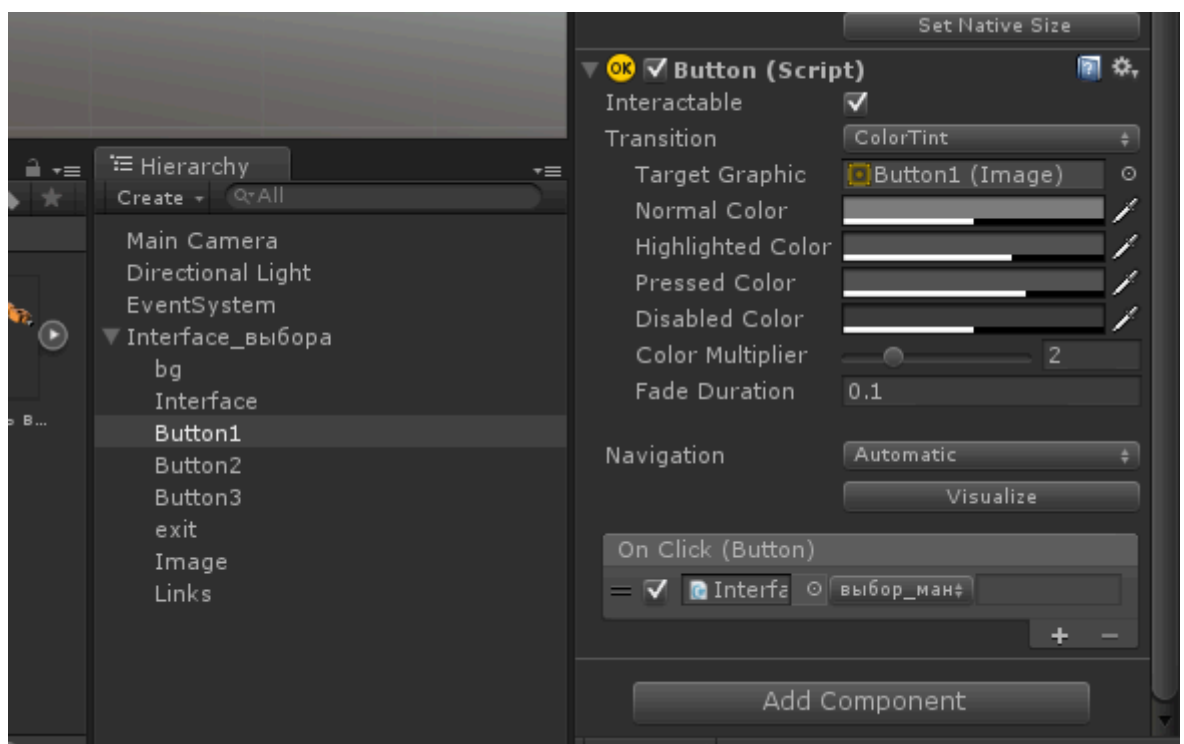 Set Native Size
OK Button (Script)
Interactable
Transition ColorTint
Hierarchy
Target Graphic Button1 (Image)
Create All
Normal Color
Main Camera
Highlighted Color
Directional Light
Pressed Color
EventSystem
Disabled Color
Interface_выбора
Color Multiplier 2
bg
Fade Duration 0.1
Interface
ь в...
Button1
Navigation Automatic
Button2
Visualize
Button3
exit
On Click (Button)
Image
Interfa выбор_ман
Links
+ −
Add Component